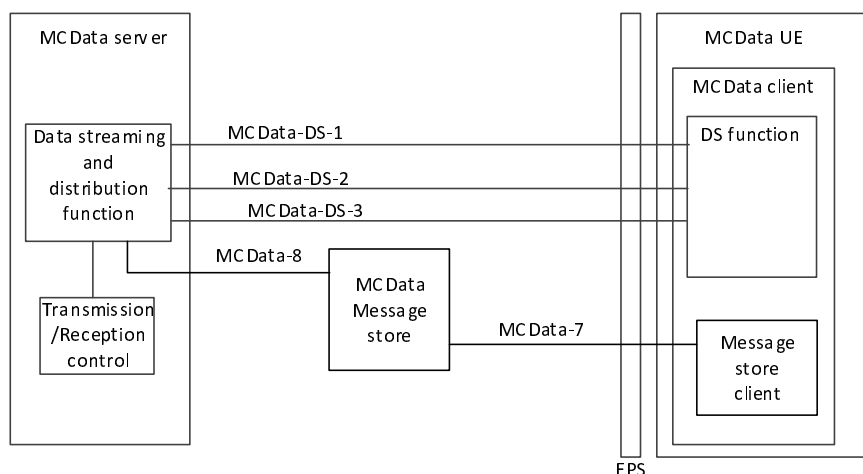 MCData server
MCData UE
MCData client
Data streaming
and
distribution
function
MCData-DS-1
DS function
MCData-DS-2
MCData-DS-3
MCData-8
MCData
Message
store
Transmission
/Reception
control
MCData-7
Message
store
client
EPS